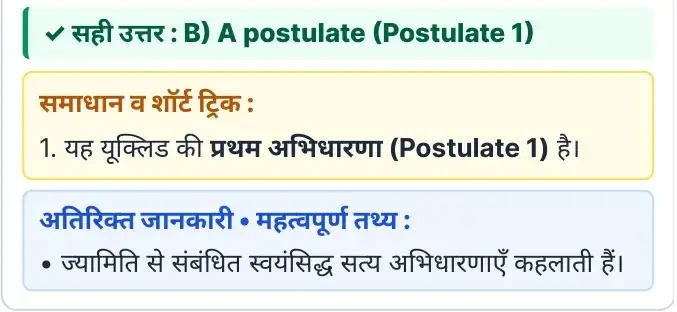 ✓ सही उत्तर : B) A postulate (Postulate 1)
समाधान व शॉर्ट ट्रिक :
1. यह यूक्लिड की प्रथम अभिधारणा (Postulate 1) है।
अतिरिक्त जानकारी • महत्वपूर्ण तथ्य :
• ज्यामिति से संबंधित स्वयंसिद्ध सत्य अभिधारणाएँ कहलाती हैं।